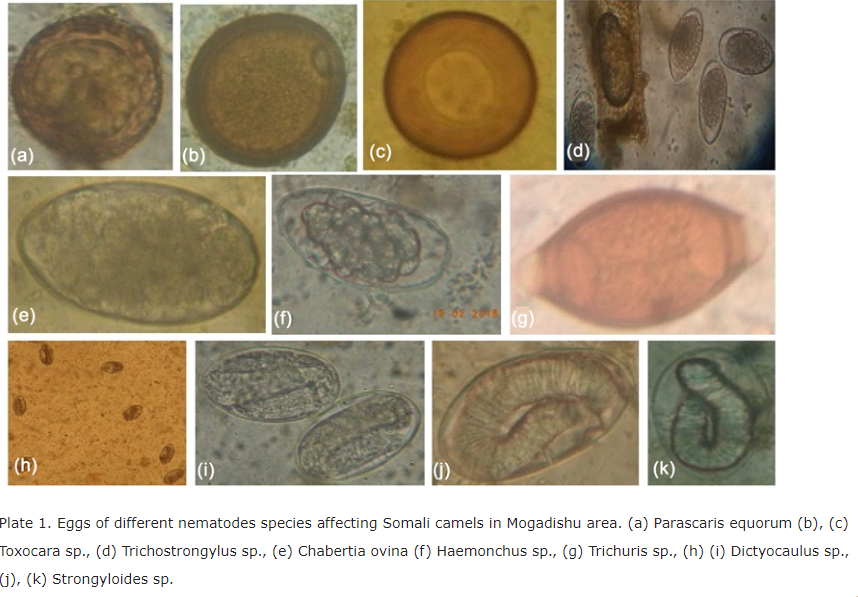 (a) (b) (c) (d)
(e) (f) (g)
(h) (i) (j) (k)
Plate 1. Eggs of different nematodes species affecting Somali camels in Mogadishu area. (a) Parascaris equorum (b), (c)
Toxocara sp., (d) Trichostrongylus sp., (e) Chabertia ovina (f) Haemonchus sp., (g) Trichuris sp., (h) (i) Dictyocaulus sp.,
(j), (k) Strongyloides sp.